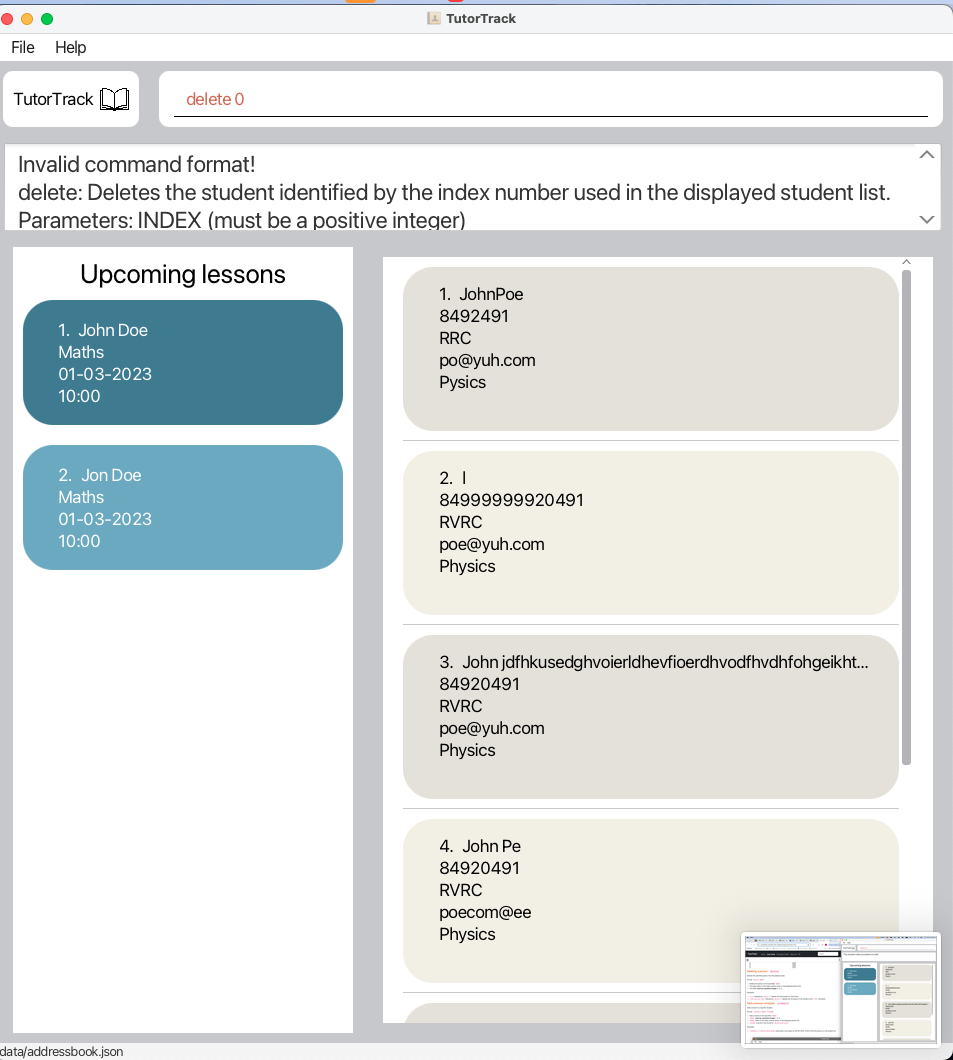 TutorTrack
File Help
TutorTrack
delete 0
Invalid command format!
delete: Deletes the student identified by the index number used in the displayed student list.
Parameters: INDEX (must be a positive integer)
Upcoming lessons
1. John Doe
Maths
01-03-2023
10:00
2. Jon Doe
Maths
01-03-2023
10:00
1. JohnPoe
8492491
RRC
po@yuh.com
Pysics
2. l
84999999920491
RVRC
poe@yuh.com
Physics
3. John jdfhkusedghvoierldhevfioerdhvodfhvdhfohgeikht...
84920491
RVRC
poe@yuh.com
Physics
4. John Pe
84920491
RVRC
poecom@ee
Physics
data/addressbook.json